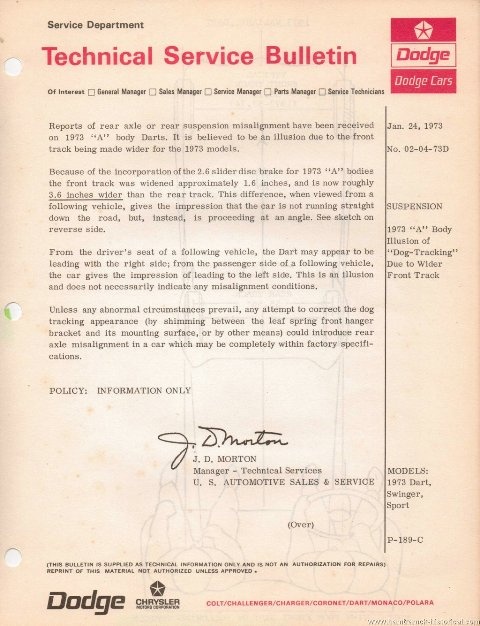 Service Department
Technical Service Bulletin
Dodge
Dodge Cars
Of Interest ☐ General Manager ☐ Sales Manager ☐ Service Manager ☐ Parts Manager ☐ Service Technicians
Reports of rear axle or rear suspension misalignment have been received
on 1973 "A" body Darts. It is believed to be an illusion due to the front
track being made wider for the 1973 models.
Because of the incorporation of the 2.6 slider disc brake for 1973 "A" bodies
the front track was widened approximately 1.6 inches, and is now roughly
3.6 inches wider than the rear track. This difference, when viewed from a
following vehicle, gives the impression that the car is not running straight
down the road, but, instead, is proceeding at an angle. See sketch on
reverse side.
From the driver's seat of a following vehicle, the Dart may appear to be
leading with the right side; from the passenger side of a following vehicle,
the car gives the impression of leading to the left side. This is an illusion
and does not necessarily indicate any misalignment conditions.
Unless any abnormal circumstances prevail, any attempt to correct the dog
tracking appearance (by shimming between the leaf spring front hanger
bracket and its mounting surface, or by other means) could introduce rear
axle misalignment in a car which may be completely within factory specifi-
cations.
POLICY: INFORMATION ONLY
J. D. Morton
J. D. MORTON
Manager - Technical Services
U. S. AUTOMOTIVE SALES & SERVICE
(Over)
Jan. 24, 1973
No. 02-04-73D
SUSPENSION
1973 "A" Body
Illusion of
"Dog-Tracking"
Due to Wider
Front Track
MODELS:
1973 Dart,
Swinger,
Sport
P-189-C
(THIS BULLETIN IS SUPPLIED AS TECHNICAL INFORMATION ONLY AND IS NOT AN AUTHORIZATION FOR REPAIRS)
REPRINT OF THIS MATERIAL NOT AUTHORIZED UNLESS APPROVED.
Dodge
CHRYSLER
MOTORS CORPORATION
COLT/CHALLENGER/CHARGER/CORONET/DART/MONACO/POLARA
www.hamtramck-historical.com